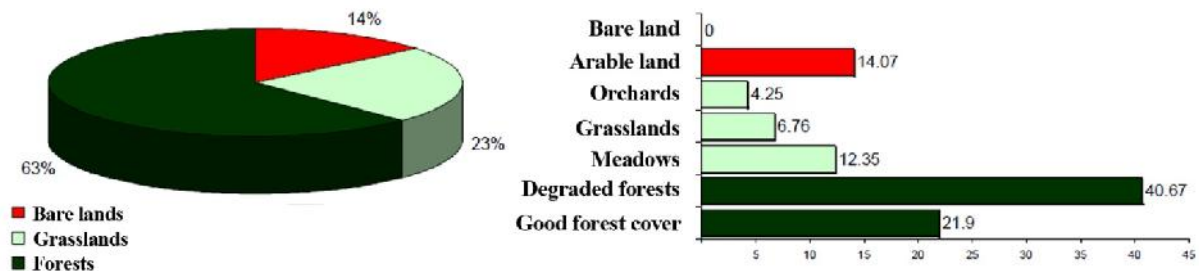 14%
23%
63%
Bare lands
Grasslands
Forests
Bare land
0
Arable land
14.07
Orchards
4.25
Grasslands
6.76
Meadows
12.35
Degraded forests
40.67
Good forest cover
21.9
5 10 15 20 25 30 35 40 45